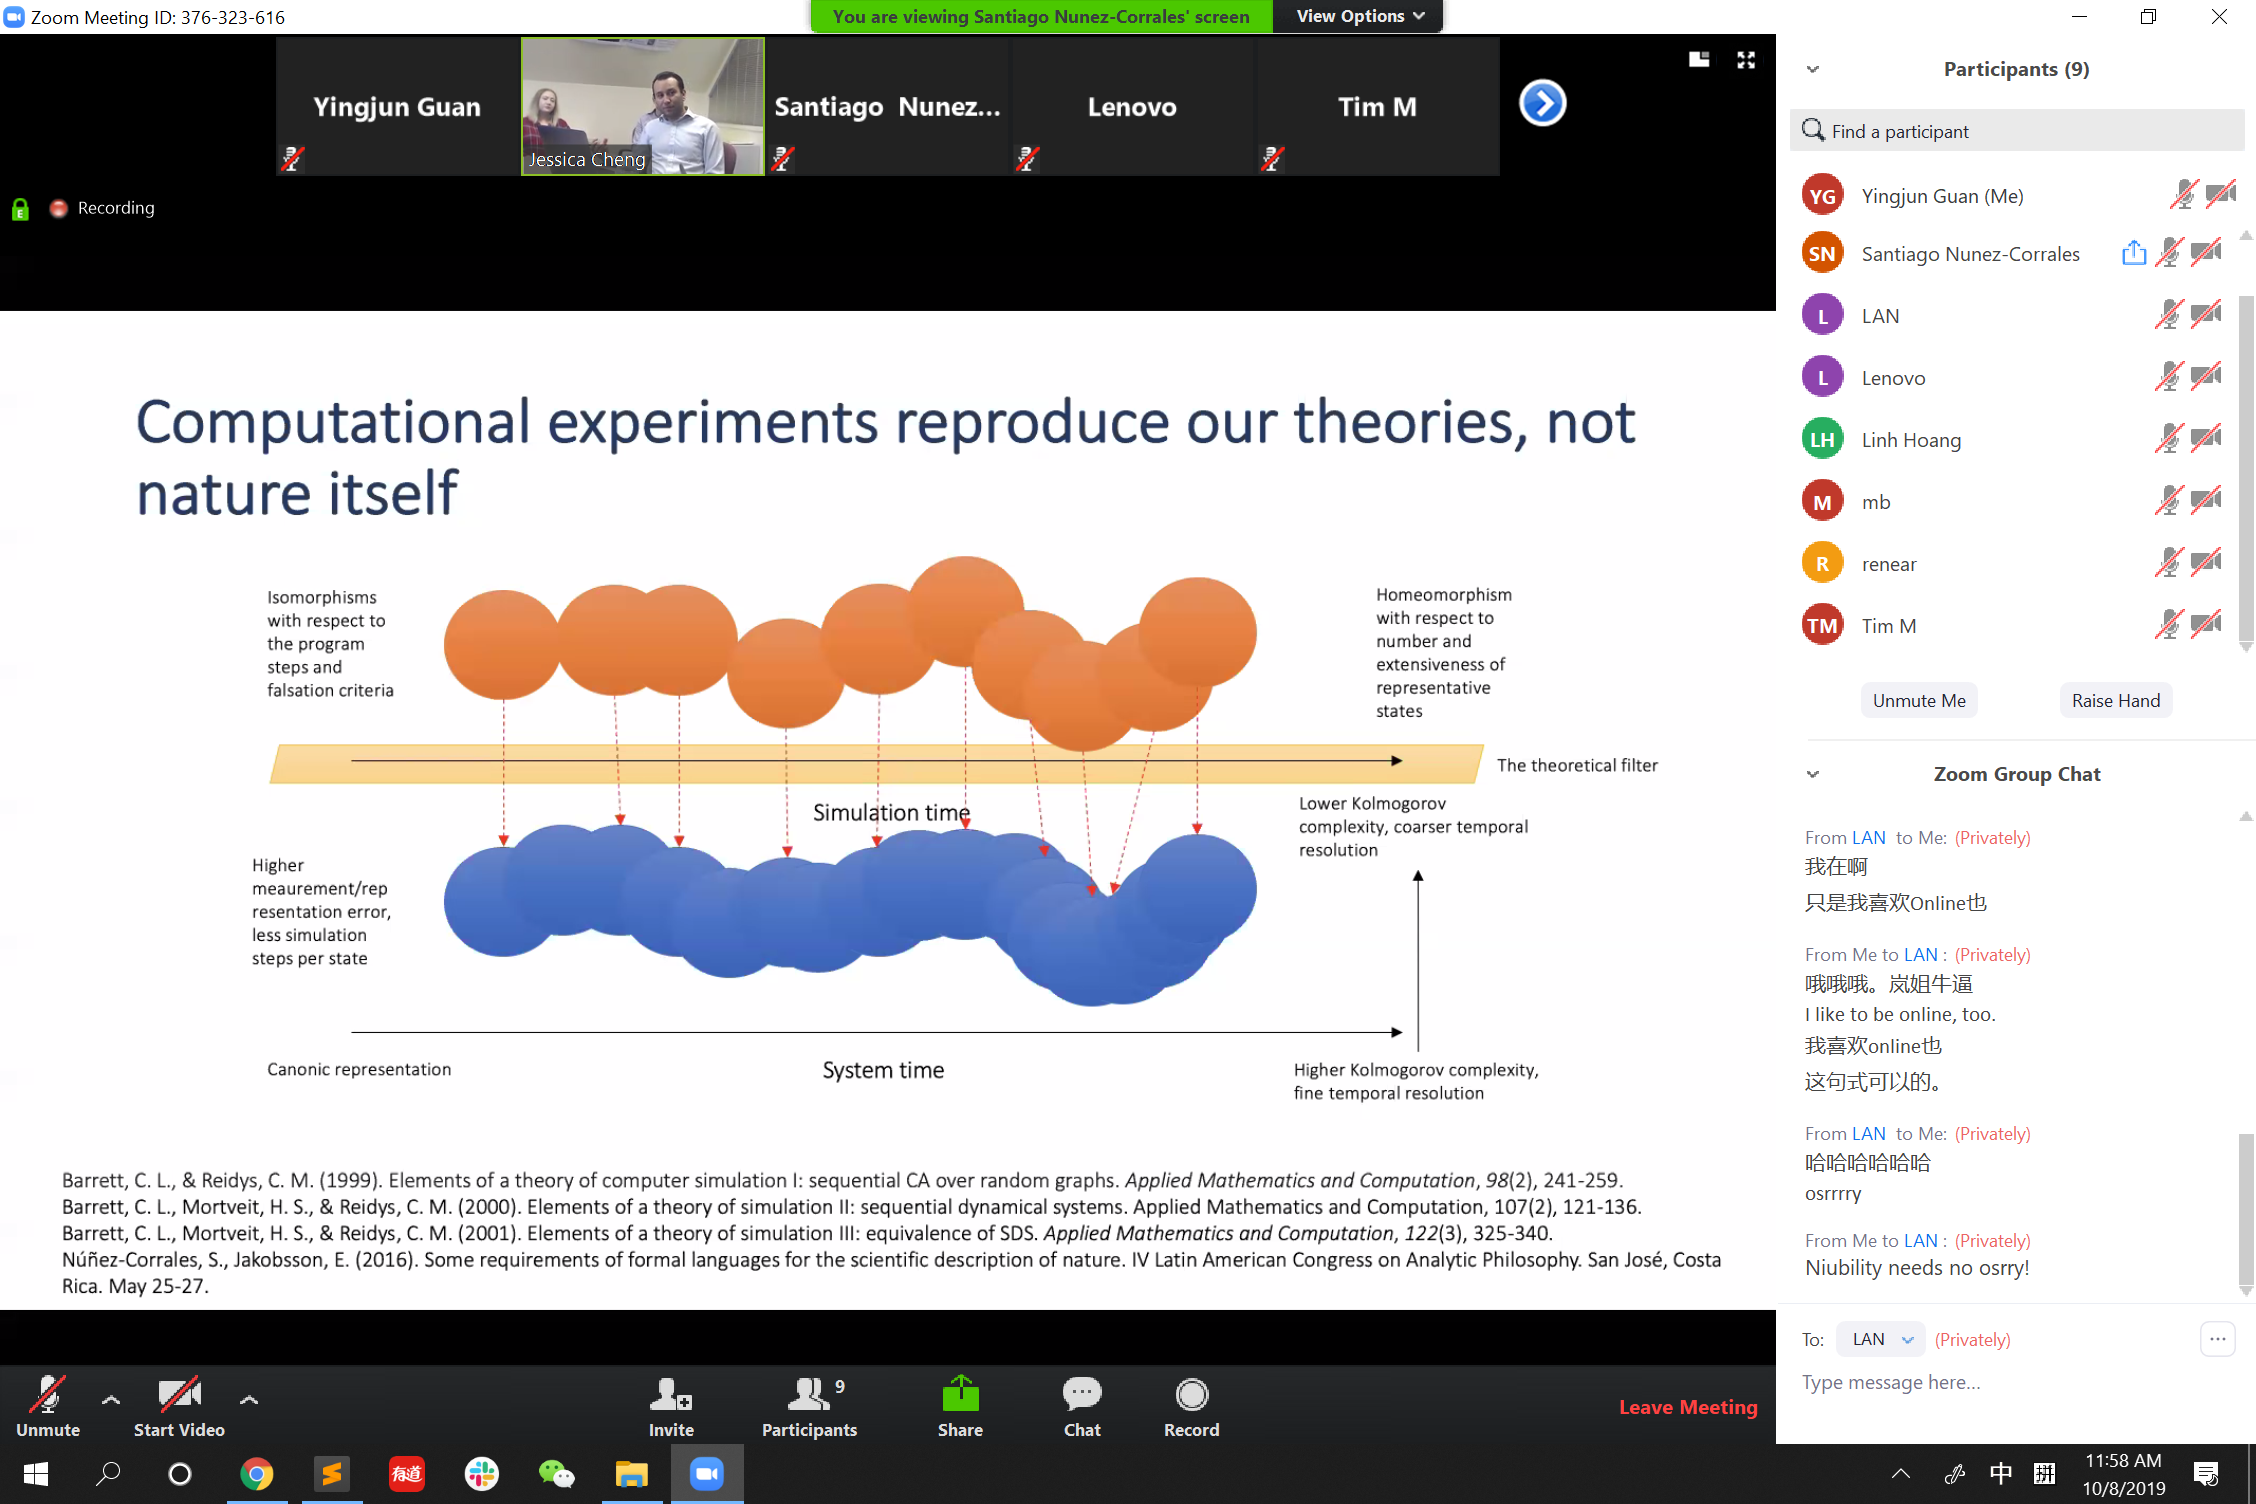 Zoom Meeting ID: 376-323-616
You are viewing Santiago Nunez-Corrales' screen
View Options
Yingjun Guan
Jessica Cheng
Santiago Nunez...
Lenovo
Tim M
Recording
Computational experiments reproduce our theories, not
nature itself
Isomorphisms
with respect to
the program
steps and
falsation criteria
Homeomorphism
with respect to
number and
extensiveness of
representative
states
The theoretical filter
Simulation time
Lower Kolmogorov
complexity, coarser temporal
resolution
Higher
meaurement/rep
resentation error,
less simulation
steps per state
Canonic representation
System time
Higher Kolmogorov complexity,
fine temporal resolution
Barrett, C. L., & Reidys, C. M. (1999). Elements of a theory of computer simulation I: sequential CA over random graphs. Applied Mathematics and Computation, 98(2), 241-259.
Barrett, C. L., Mortveit, H. S., & Reidys, C. M. (2000). Elements of a theory of simulation II: sequential dynamical systems. Applied Mathematics and Computation, 107(2), 121-136.
Barrett, C. L., Mortveit, H. S., & Reidys, C. M. (2001). Elements of a theory of simulation III: equivalence of SDS. Applied Mathematics and Computation, 122(3), 325-340.
Núñez-Corrales, S., Jakobsson, E. (2016). Some requirements of formal languages for the scientific description of nature. IV Latin American Congress on Analytic Philosophy. San José, Costa
Rica. May 25-27.
Unmute
Start Video
Invite
9
Participants
Share
Chat
Record
Leave Meeting
Participants (9)
Find a participant
YG Yingjun Guan (Me)
SN Santiago Nunez-Corrales
L LAN
L Lenovo
LH Linh Hoang
M mb
R renear
TM Tim M
Unmute Me
Raise Hand
Zoom Group Chat
From LAN to Me: (Privately)
我在啊
只是我喜欢Online也
From Me to LAN : (Privately)
哦哦哦。岚姐牛逼
I like to be online, too.
我喜欢online也
这句式可以的。
From LAN to Me: (Privately)
哈哈哈哈哈哈
osrrrry
From Me to LAN : (Privately)
Niubility needs no osrry!
To: LAN (Privately)
...
Type message here...
有道
中
拼
11:58 AM
10/8/2019